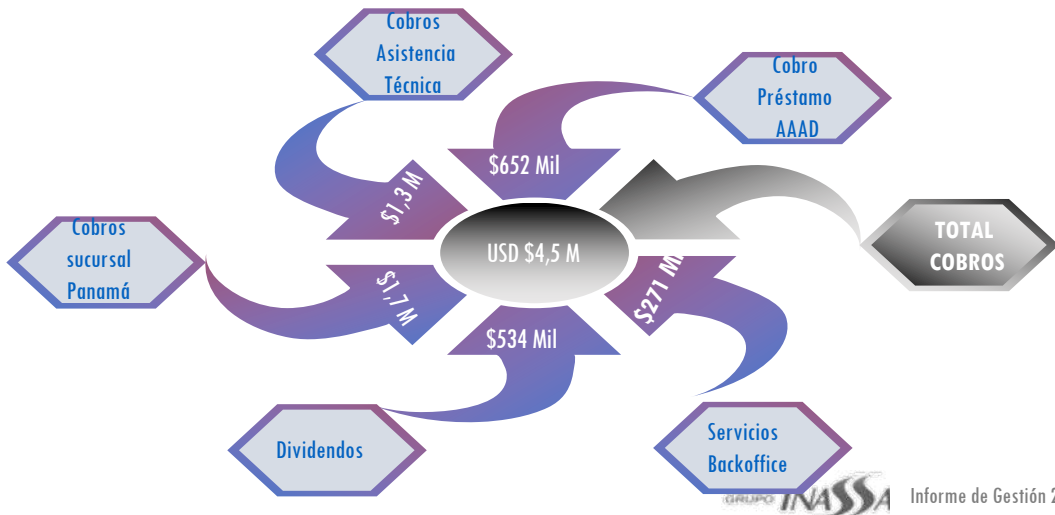 Cobros
Asistencia
Técnica
Cobro
Préstamo
AAAD
$652 Mil
$1,3 M
Cobros
sucursal
Panamá
USD $4,5 M
TOTAL
COBROS
$1,7 M
$271 Mil
$534 Mil
Dividendos
Servicios
Backoffice
GRUPO INASSA
Informe de Gestión 2